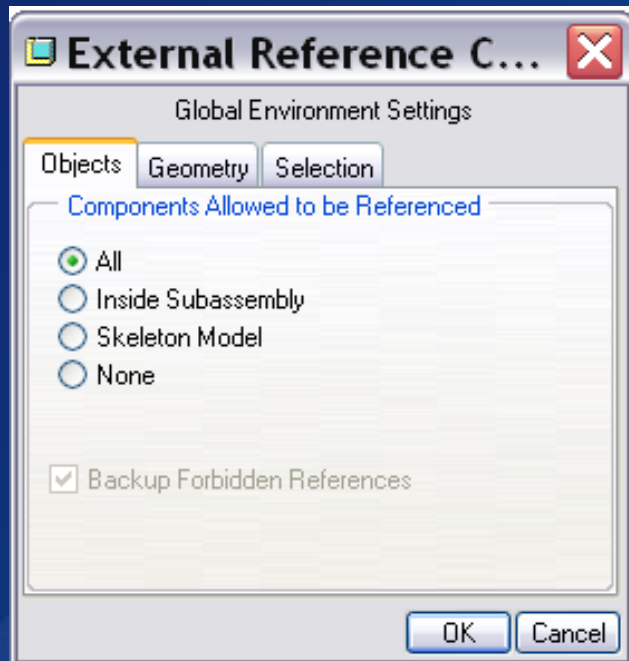 External Reference C...
Global Environment Settings
Objects Geometry Selection
Components Allowed to be Referenced
All
Inside Subassembly
Skeleton Model
None
Backup Forbidden References
OK Cancel